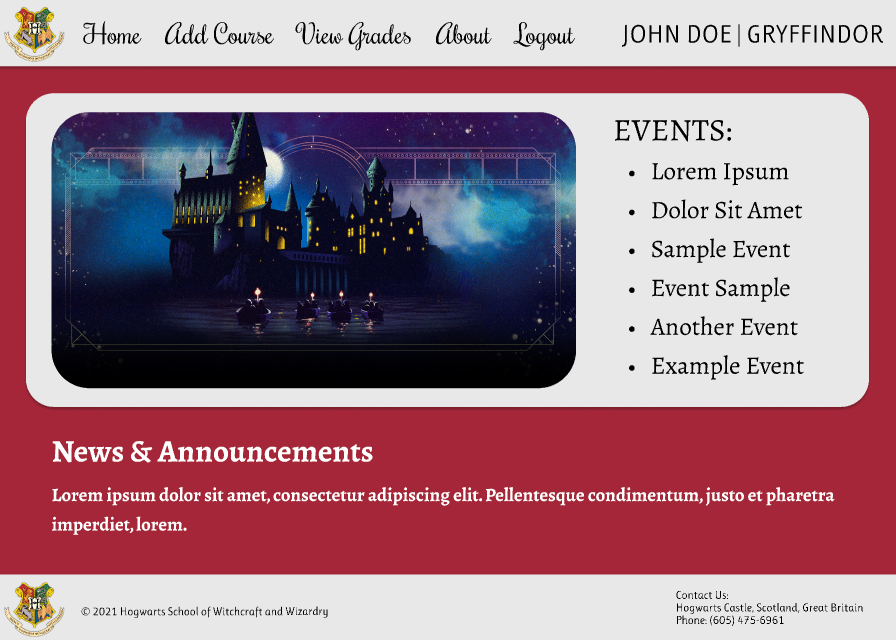 Home Add Course View Grades About Logout JOHN DOE | GRYFFINDOR
EVENTS:
• Lorem Ipsum
• Dolor Sit Amet
• Sample Event
• Event Sample
• Another Event
• Example Event
News & Announcements
Lorem ipsum dolor sit amet, consectetur adipiscing elit. Pellentesque condimentum, justo et pharetra
imperdiet, lorem.
© 2021 Hogwarts School of Witchcraft and Wizardry
Contact Us:
Hogwarts Castle, Scotland, Great Britain
Phone: (605) 475-6961